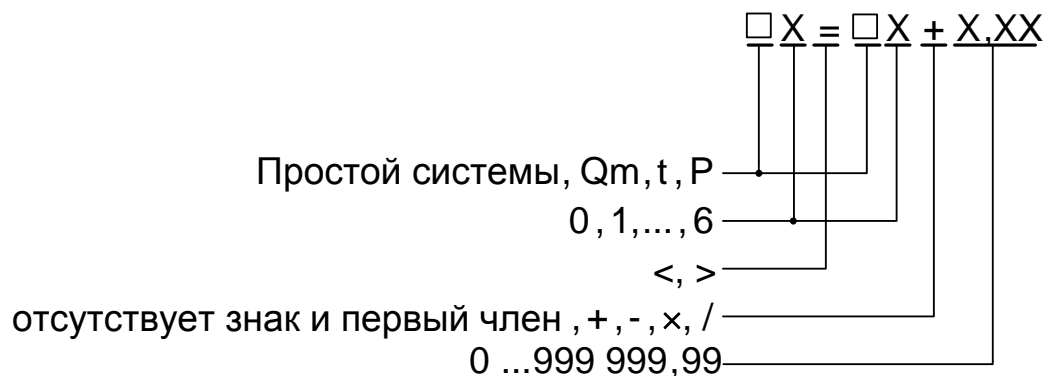 □ X = □ X + X,XX
Простой системы, Qm, t, P
0, 1,..., 6
<, >
отсутствует знак и первый член , +, -, ×, /
0 ...999 999,99